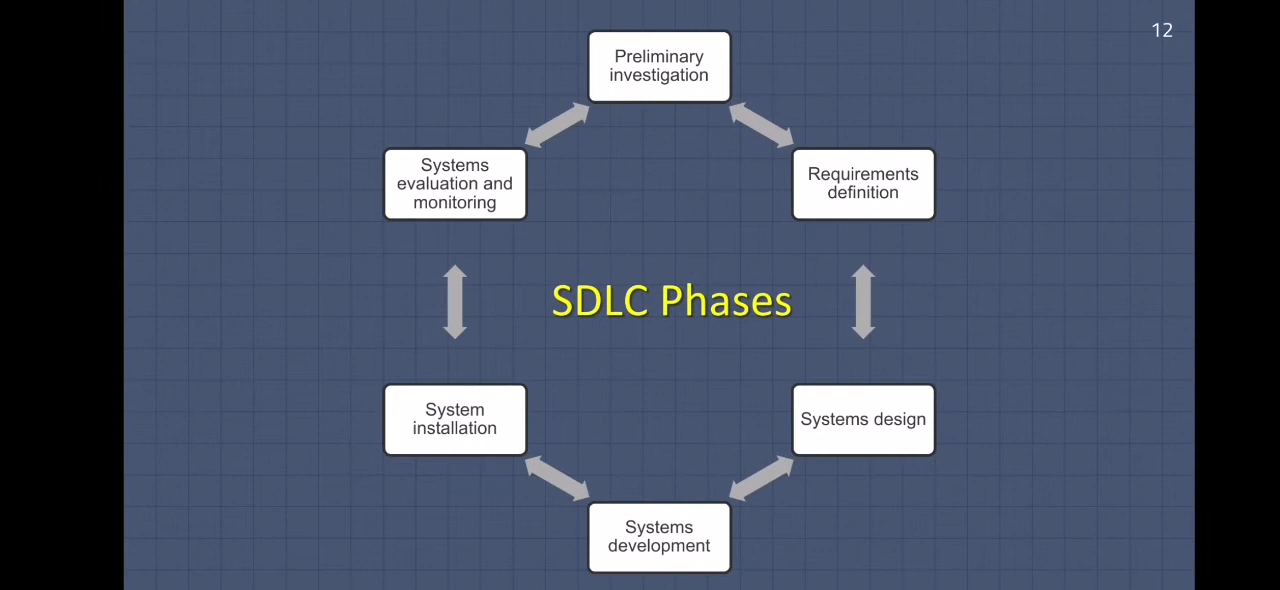 12
Preliminary
investigation
Systems
evaluation and
monitoring
Requirements
definition
SDLC Phases
System
installation
Systems design
Systems
development